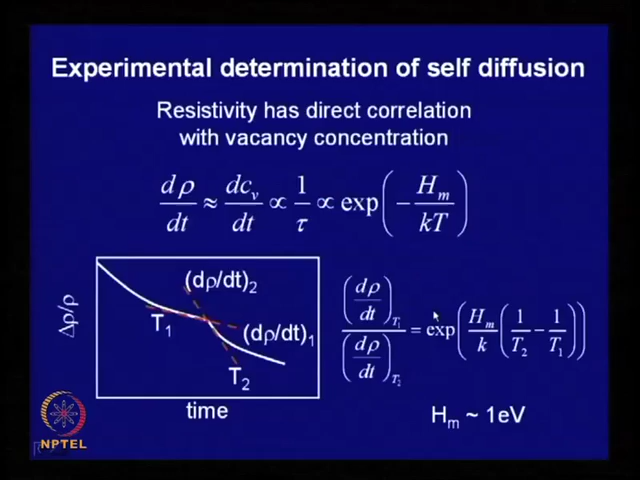 Experimental determination of self diffusion
Resistivity has direct correlation
with vacancy concentration
dρ/dt ≈ dc_v/dt ∝ 1/τ ∝ exp(−H_m/kT)
Δρ/ρ
(dρ/dt)₂
T₁
(dρ/dt)₁
T₂
time
(dρ/dt)_T₁ / (dρ/dt)_T₂ = exp(H_m/k (1/T₂ − 1/T₁))
H_m ~ 1eV
NPTEL